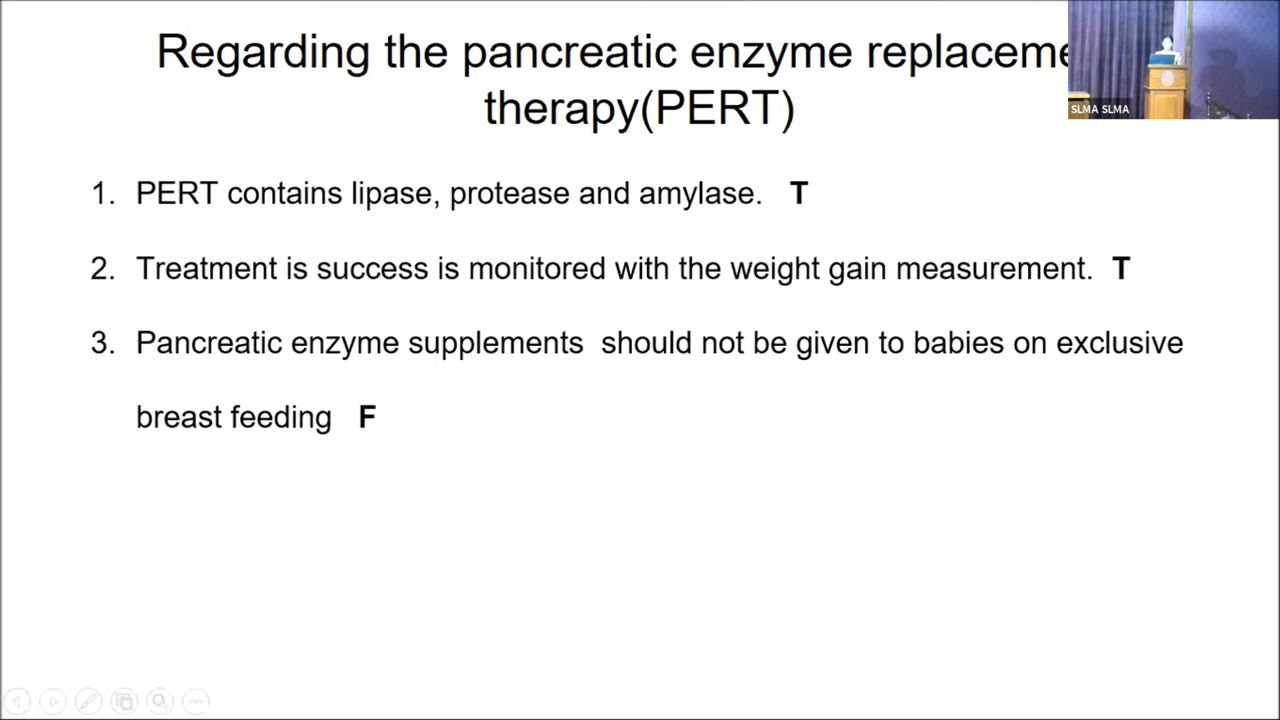 Regarding the pancreatic enzyme
therapy(PERT)
SLMA SLMA
1. PERT contains lipase, protease and amylase. T
2. Treatment is success is monitored with the weight gain measurement. T
3. Pancreatic enzyme supplements should not be given to babies on exclusive
breast feeding F